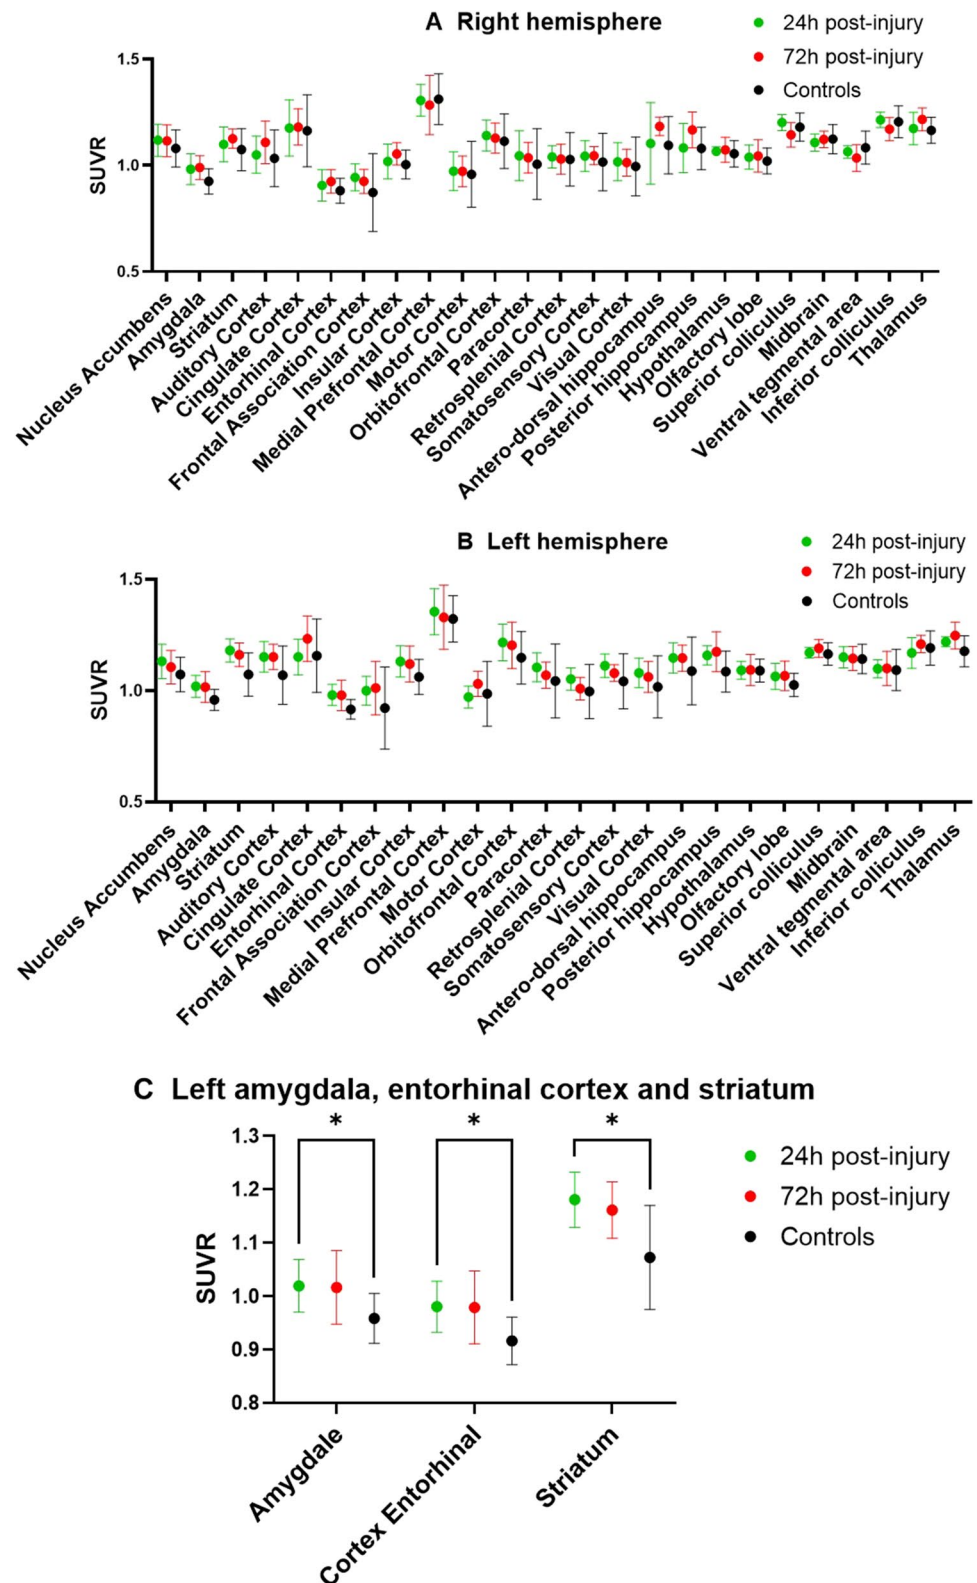 A Right hemisphere
24h post-injury
72h post-injury
Controls
SUVR
1.5
1.0
0.5
Nucleus Accumbens
Amygdala
Striatum
Auditory Cortex
Cingulate Cortex
Entorhinal Cortex
Frontal Association Cortex
Insular Cortex
Medial Prefrontal Cortex
Motor Cortex
Orbitofrontal Cortex
Paracortex
Retrosplenial Cortex
Somatosensory Cortex
Visual Cortex
Antero-dorsal hippocampus
Posterior hippocampus
Hypothalamus
Olfactory lobe
Superior colliculus
Midbrain
Ventral tegmental area
Inferior colliculus
Thalamus
B Left hemisphere
24h post-injury
72h post-injury
Controls
SUVR
1.5
1.0
0.5
Nucleus Accumbens
Amygdala
Striatum
Auditory Cortex
Cingulate Cortex
Entorhinal Cortex
Frontal Association Cortex
Insular Cortex
Medial Prefrontal Cortex
Motor Cortex
Orbitofrontal Cortex
Paracortex
Retrosplenial Cortex
Somatosensory Cortex
Visual Cortex
Antero-dorsal hippocampus
Posterior hippocampus
Hypothalamus
Olfactory lobe
Superior colliculus
Midbrain
Ventral tegmental area
Inferior colliculus
Thalamus
C Left amygdala, entorhinal cortex and striatum
* * *
24h post-injury
72h post-injury
Controls
SUVR
1.3
1.2
1.1
1.0
0.9
0.8
Amygdale
Cortex Entorhinal
Striatum